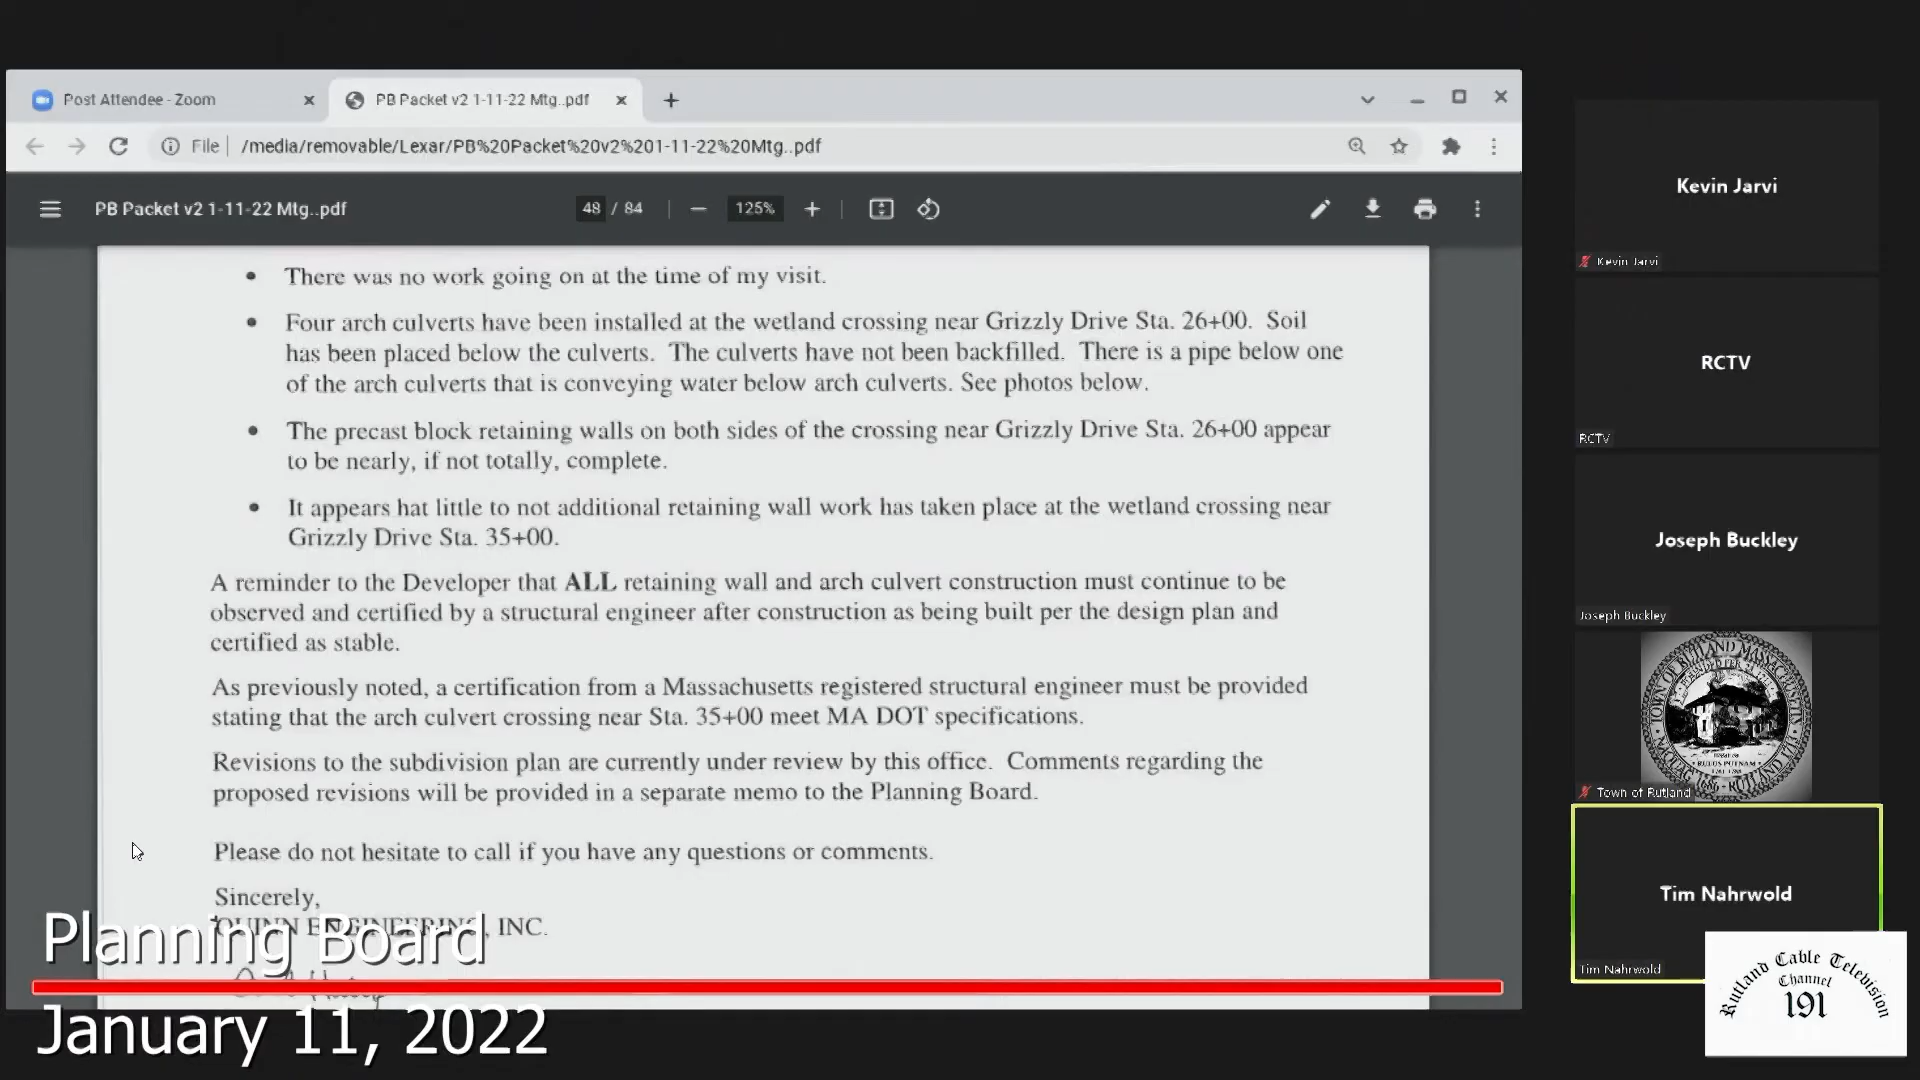 Post Attendee - Zoom
PB Packet v2 1-11-22 Mtg..pdf
File
/media/removable/Lexar/PB%20Packet%20v2%201-11-22%20Mtg..pdf
PB Packet v2 1-11-22 Mtg..pdf
48 / 84
125%
• There was no work going on at the time of my visit.
• Four arch culverts have been installed at the wetland crossing near Grizzly Drive Sta. 26+00. Soil
has been placed below the culverts. The culverts have not been backfilled. There is a pipe below one
of the arch culverts that is conveying water below arch culverts. See photos below.
• The precast block retaining walls on both sides of the crossing near Grizzly Drive Sta. 26+00 appear
to be nearly, if not totally, complete.
• It appears hat little to not additional retaining wall work has taken place at the wetland crossing near
Grizzly Drive Sta. 35+00.
A reminder to the Developer that ALL retaining wall and arch culvert construction must continue to be
observed and certified by a structural engineer after construction as being built per the design plan and
certified as stable.
As previously noted, a certification from a Massachusetts registered structural engineer must be provided
stating that the arch culvert crossing near Sta. 35+00 meet MA DOT specifications.
Revisions to the subdivision plan are currently under review by this office. Comments regarding the
proposed revisions will be provided in a separate memo to the Planning Board.
Please do not hesitate to call if you have any questions or comments.
Sincerely,
QUINN ENGINEERING, INC.
Planning Board
January 11, 2022
Kevin Jarvi
Kevin Jarvi
RCTV
RCTV
Joseph Buckley
Joseph Buckley
TOWN OF RUTLAND MASSACHUSETTS
RUFUS PUTNAM
Town of Rutland
Tim Nahrwold
Tim Nahrwold
Rutland Cable Television
Channel
191